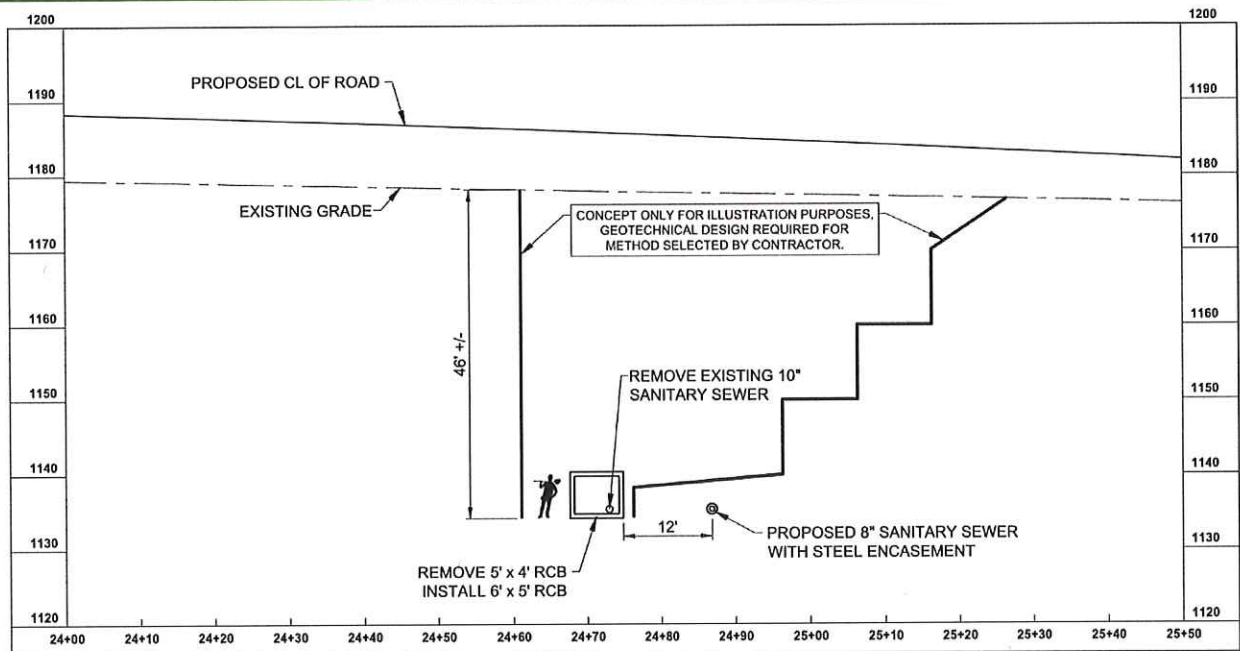 1200
1200
PROPOSED CL OF ROAD
1190
1190
1180
1180
EXISTING GRADE
CONCEPT ONLY FOR ILLUSTRATION PURPOSES,
GEOTECHNICAL DESIGN REQUIRED FOR
METHOD SELECTED BY CONTRACTOR.
1170
1170
1160
1160
46' +/-
REMOVE EXISTING 10"
SANITARY SEWER
1150
1150
1140
1140
12'
PROPOSED 8" SANITARY SEWER
WITH STEEL ENCASEMENT
1130
1130
REMOVE 5' x 4' RCB
INSTALL 6' x 5' RCB
1120
1120
24+00 24+10 24+20 24+30 24+40 24+50 24+60 24+70 24+80 24+90 25+00 25+10 25+20 25+30 25+40 25+50